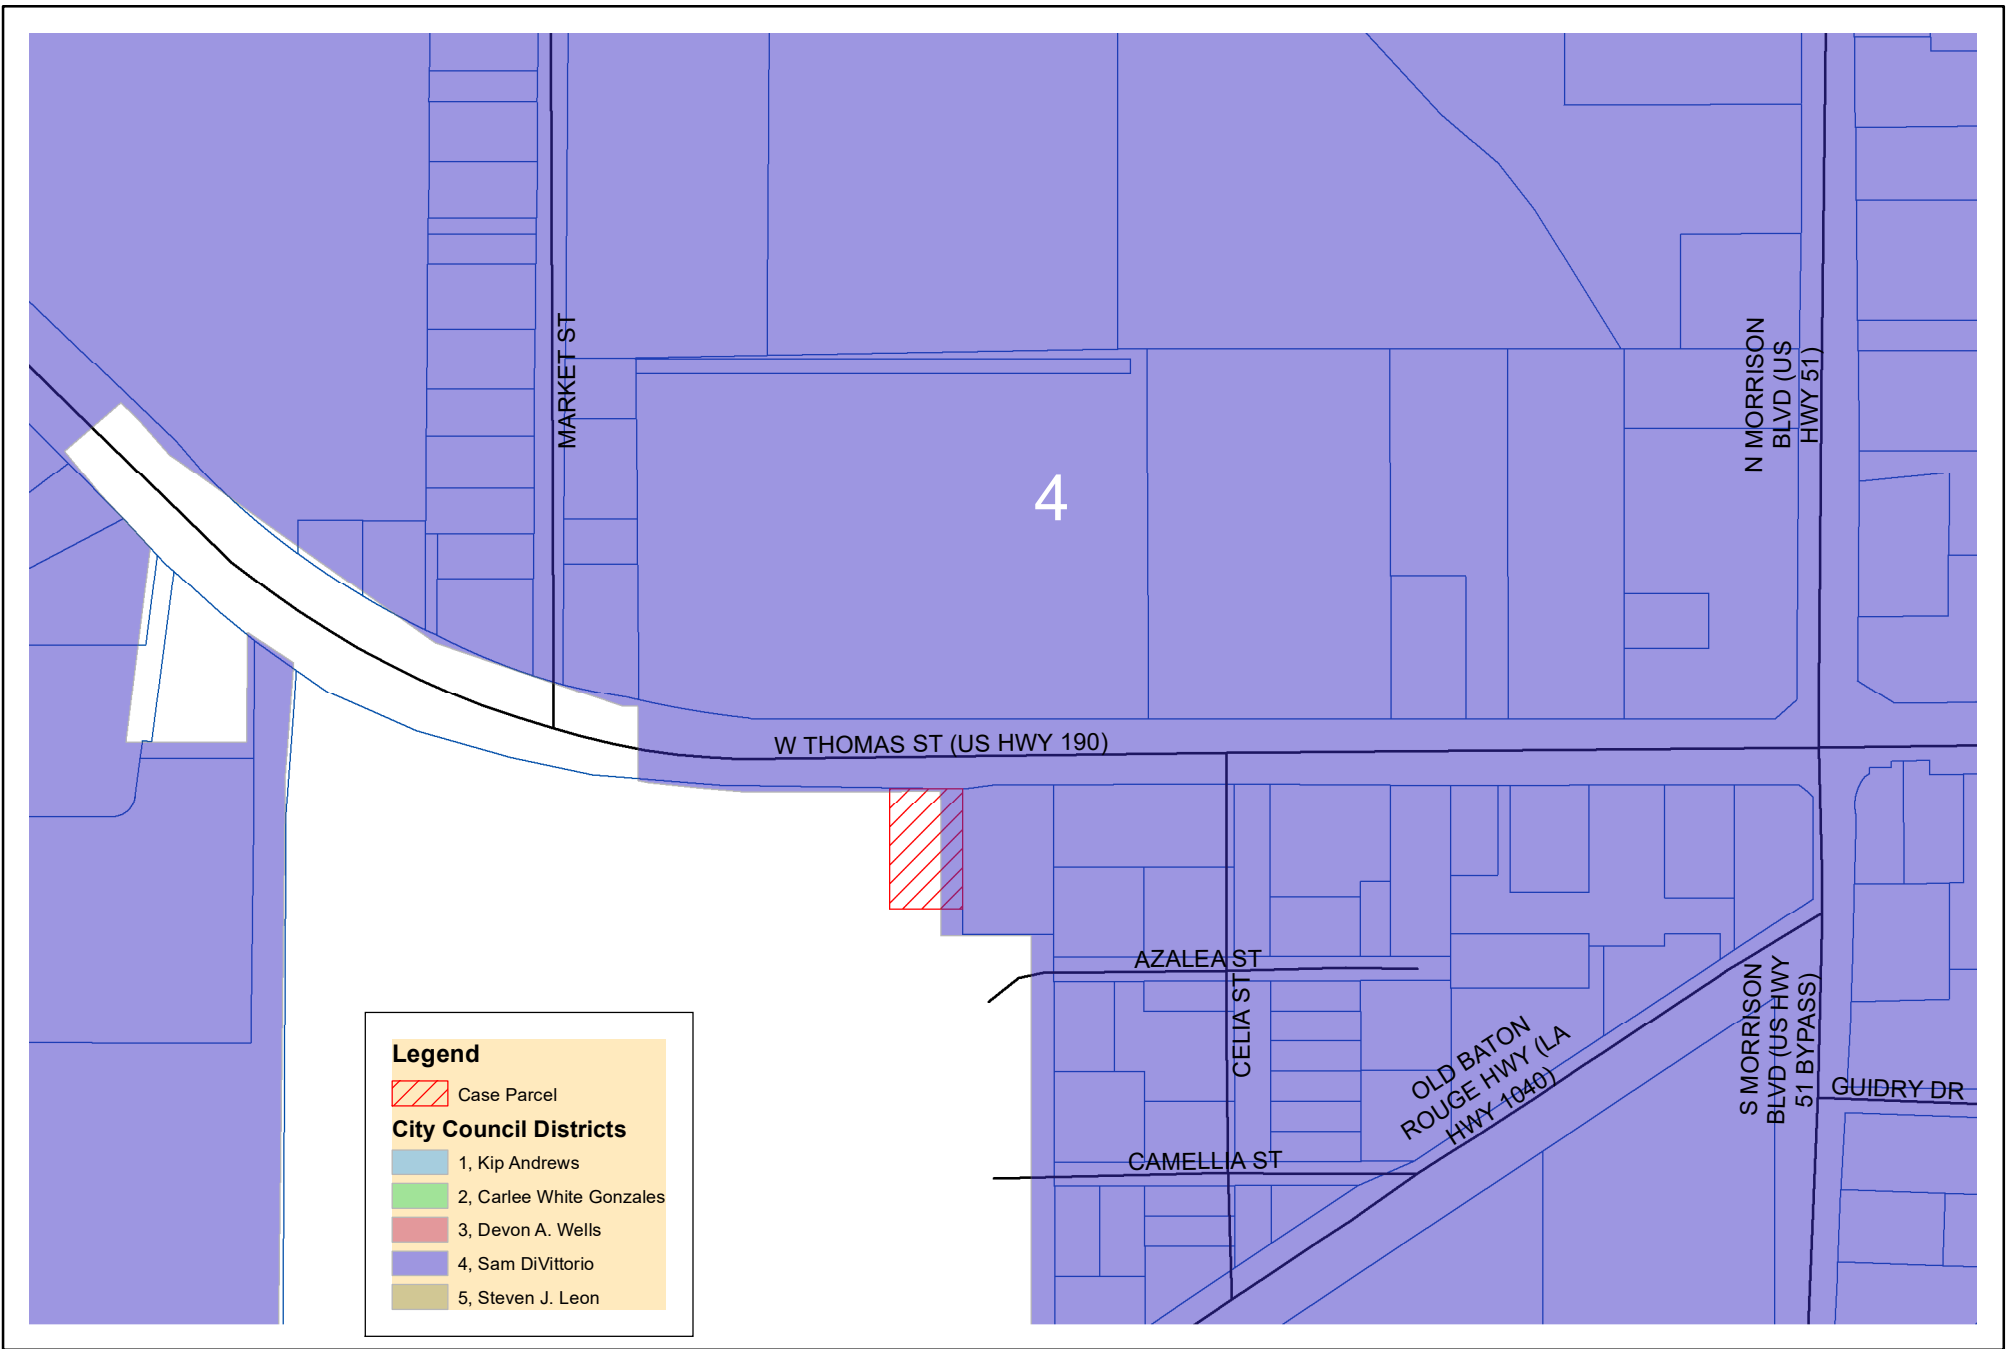 MARKET ST
N MORRISON
BLVD (US
HWY 51)
4
W THOMAS ST (US HWY 190)
AZALEA ST
CELIA ST
OLD BATON
ROUGE HWY (LA
HWY 1040)
S MORRISON
BLVD (US HWY
51 BYPASS)
GUIDRY DR
CAMELLIA ST
Legend
Case Parcel
City Council Districts
1, Kip Andrews
2, Carlee White Gonzales
3, Devon A. Wells
4, Sam DiVittorio
5, Steven J. Leon